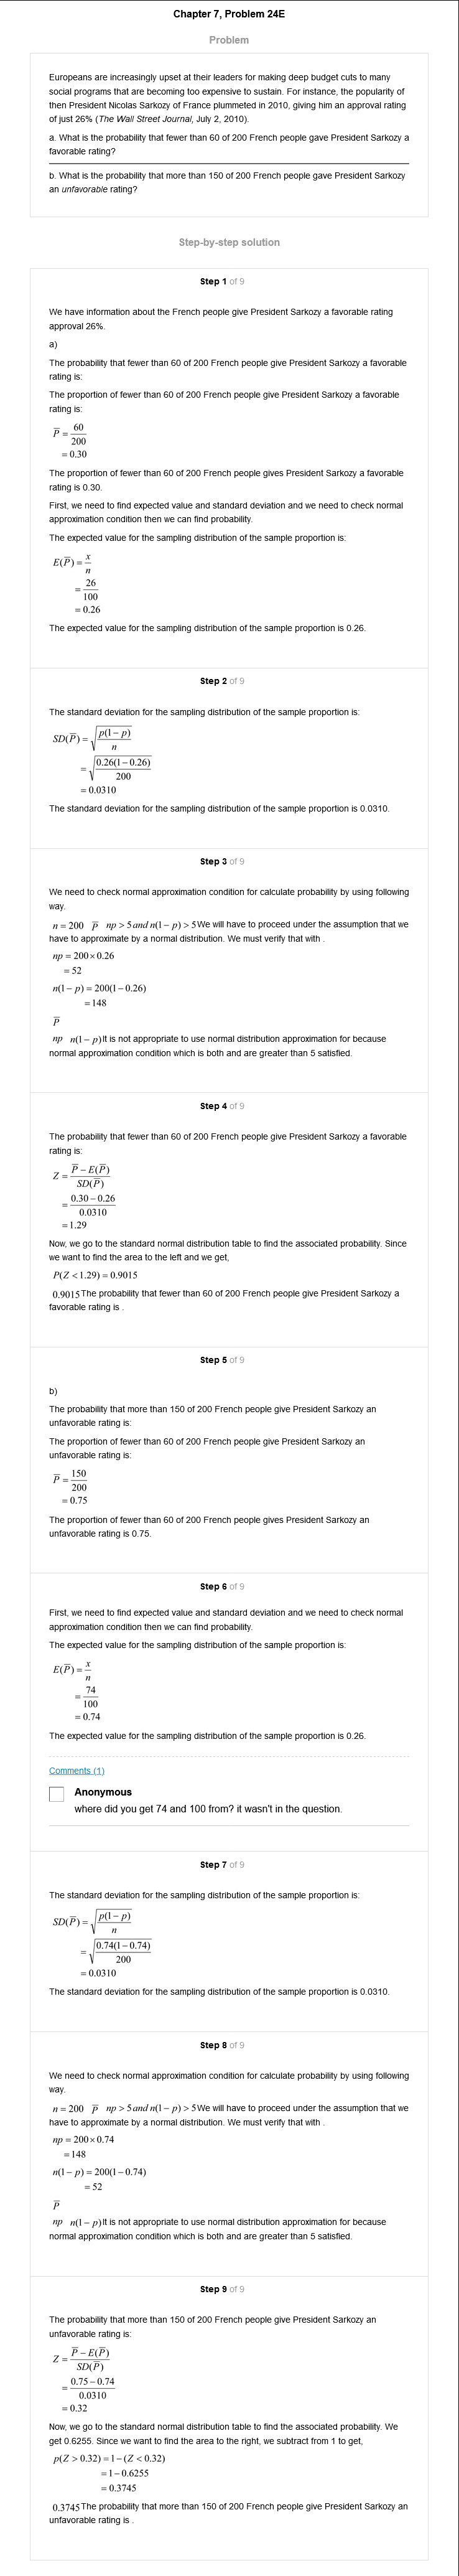 Chapter 7, Problem 24E
Problem
Europeans are increasingly upset at their leaders for making deep budget cuts to many
social programs that are becoming too expensive to sustain. For instance, the popularity of
then President Nicolas Sarkozy of France plummeted in 2010, giving him an approval rating
of just 26% (The Wall Street Journal, July 2, 2010).
a. What is the probability that fewer than 60 of 200 French people gave President Sarkozy a
favorable rating?
b. What is the probability that more than 150 of 200 French people gave President Sarkozy
an unfavorable rating?
Step-by-step solution
Step 1 of 9
We have information about the French people give President Sarkozy a favorable rating
approval 26%.
a)
The probability that fewer than 60 of 200 French people give President Sarkozy a favorable
rating is:
The proportion of fewer than 60 of 200 French people give President Sarkozy a favorable
rating is:
P̅ = 60/200
= 0.30
The proportion of fewer than 60 of 200 French people gives President Sarkozy a favorable
rating is 0.30.
First, we need to find expected value and standard deviation and we need to check normal
approximation condition then we can find probability.
The expected value for the sampling distribution of the sample proportion is:
E(P̅) = x/n
= 26/100
= 0.26
The expected value for the sampling distribution of the sample proportion is 0.26.
Step 2 of 9
The standard deviation for the sampling distribution of the sample proportion is:
SD(P̅) = √(p(1−p)/n)
= √(0.26(1−0.26)/200)
= 0.0310
The standard deviation for the sampling distribution of the sample proportion is 0.0310.
Step 3 of 9
We need to check normal approximation condition for calculate probability by using following
way.
n = 200 P̅ np > 5 and n(1−p) > 5 We will have to proceed under the assumption that we
have to approximate by a normal distribution. We must verify that with .
np = 200×0.26
= 52
n(1−p) = 200(1−0.26)
= 148
P̅
np n(1−p) It is not appropriate to use normal distribution approximation for because
normal approximation condition which is both and are greater than 5 satisfied.
Step 4 of 9
The probability that fewer than 60 of 200 French people give President Sarkozy a favorable
rating is:
Z = (P̅ − E(P̅))/SD(P̅)
= (0.30 − 0.26)/0.0310
= 1.29
Now, we go to the standard normal distribution table to find the associated probability. Since
we want to find the area to the left and we get,
P(Z < 1.29) = 0.9015
0.9015 The probability that fewer than 60 of 200 French people give President Sarkozy a
favorable rating is .
Step 5 of 9
b)
The probability that more than 150 of 200 French people give President Sarkozy an
unfavorable rating is:
The proportion of fewer than 60 of 200 French people give President Sarkozy an
unfavorable rating is:
P̅ = 150/200
= 0.75
The proportion of fewer than 60 of 200 French people gives President Sarkozy an
unfavorable rating is 0.75.
Step 6 of 9
First, we need to find expected value and standard deviation and we need to check normal
approximation condition then we can find probability.
The expected value for the sampling distribution of the sample proportion is:
E(P̅) = x/n
= 74/100
= 0.74
The expected value for the sampling distribution of the sample proportion is 0.26.
Comments (1)
Anonymous
where did you get 74 and 100 from? it wasn't in the question.
Step 7 of 9
The standard deviation for the sampling distribution of the sample proportion is:
SD(P̅) = √(p(1−p)/n)
= √(0.74(1−0.74)/200)
= 0.0310
The standard deviation for the sampling distribution of the sample proportion is 0.0310.
Step 8 of 9
We need to check normal approximation condition for calculate probability by using following
way.
n = 200 P̅ np > 5 and n(1−p) > 5 We will have to proceed under the assumption that we
have to approximate by a normal distribution. We must verify that with .
np = 200×0.74
= 148
n(1−p) = 200(1−0.74)
= 52
P̅
np n(1−p) It is not appropriate to use normal distribution approximation for because
normal approximation condition which is both and are greater than 5 satisfied.
Step 9 of 9
The probability that more than 150 of 200 French people give President Sarkozy an
unfavorable rating is:
Z = (P̅ − E(P̅))/SD(P̅)
= (0.75 − 0.74)/0.0310
= 0.32
Now, we go to the standard normal distribution table to find the associated probability. We
get 0.6255. Since we want to find the area to the right, we subtract from 1 to get,
p(Z > 0.32) = 1−(Z < 0.32)
= 1−0.6255
= 0.3745
0.3745 The probability that more than 150 of 200 French people give President Sarkozy an
unfavorable rating is .